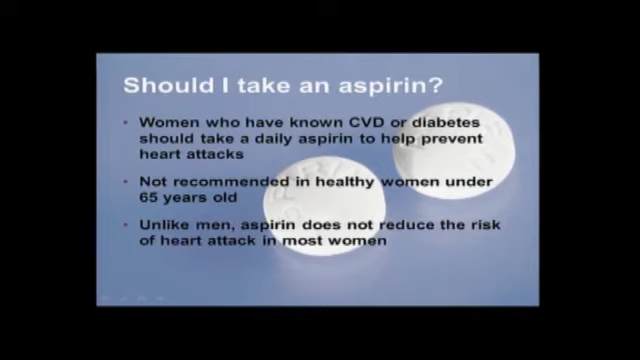 Should I take an aspirin?
• Women who have known CVD or diabetes
should take a daily aspirin to help prevent
heart attacks
• Not recommended in healthy women under
65 years old
• Unlike men, aspirin does not reduce the risk
of heart attack in most women